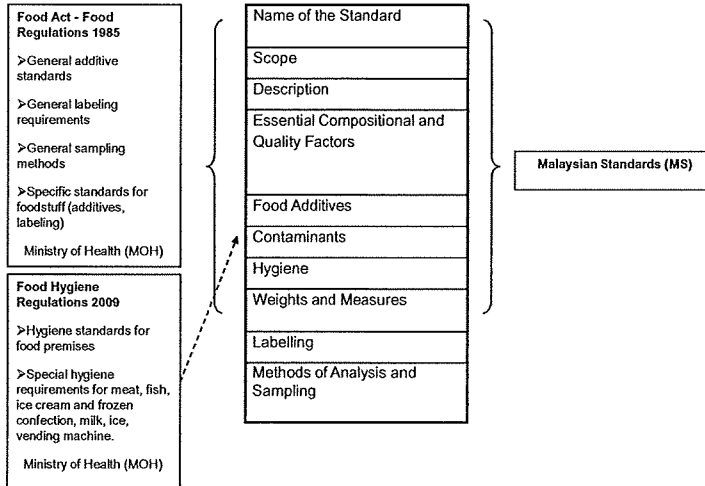 Food Act - Food
Regulations 1985
➢General additive
standards
➢General labeling
requirements
➢General sampling
methods
➢Specific standards for
foodstuff (additives,
labeling)
Ministry of Health (MOH)
Food Hygiene
Regulations 2009
➢Hygiene standards for
food premises
➢Special hygiene
requirements for meat, fish,
ice cream and frozen
confection, milk, ice,
vending machine.
Ministry of Health (MOH)
Name of the Standard
Scope
Description
Essential Compositional and
Quality Factors
Food Additives
Contaminants
Hygiene
Weights and Measures
Labelling
Methods of Analysis and
Sampling
Malaysian Standards (MS)